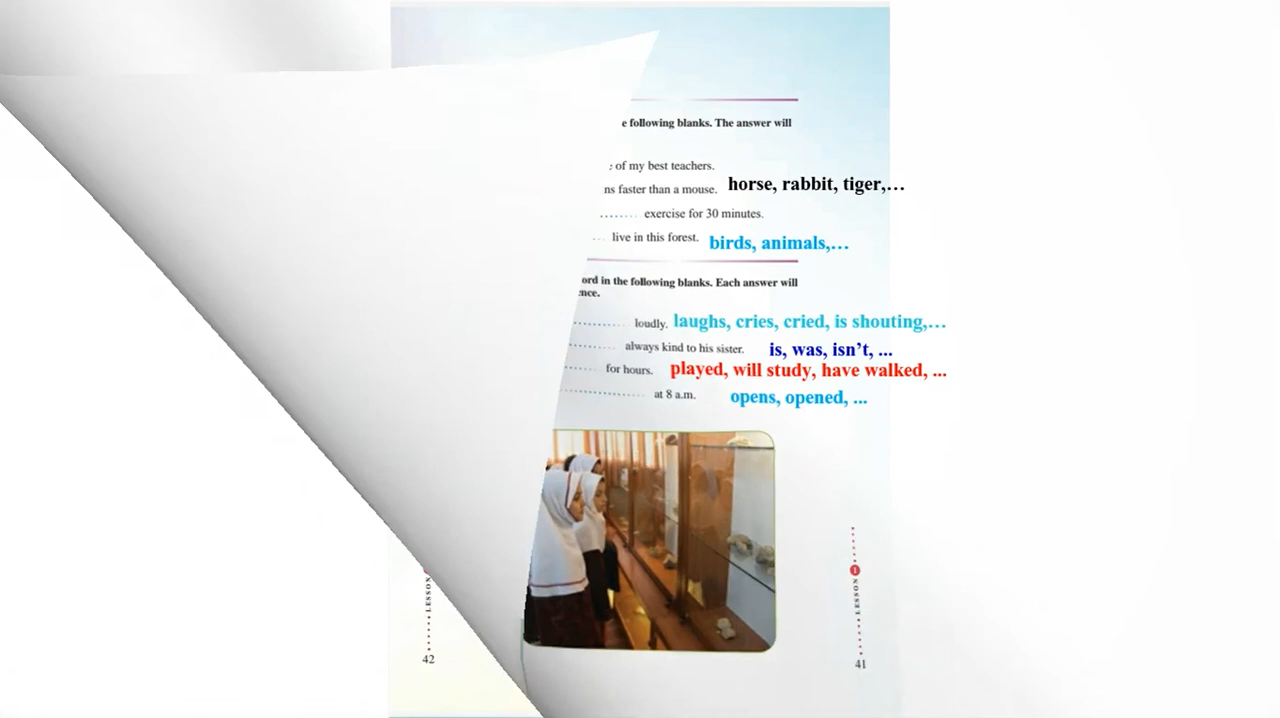 e following blanks. The answer will
of my best teachers.
ns faster than a mouse. horse, rabbit, tiger,…
........ exercise for 30 minutes.
... live in this forest. birds, animals,…
ord in the following blanks. Each answer will
nce.
............ loudly. laughs, cries, cried, is shouting,…
............ always kind to his sister. is, was, isn't, ...
........ for hours. played, will study, have walked, ...
.................... at 8 a.m. opens, opened, ...
LESSON
42
LESSON 1
41